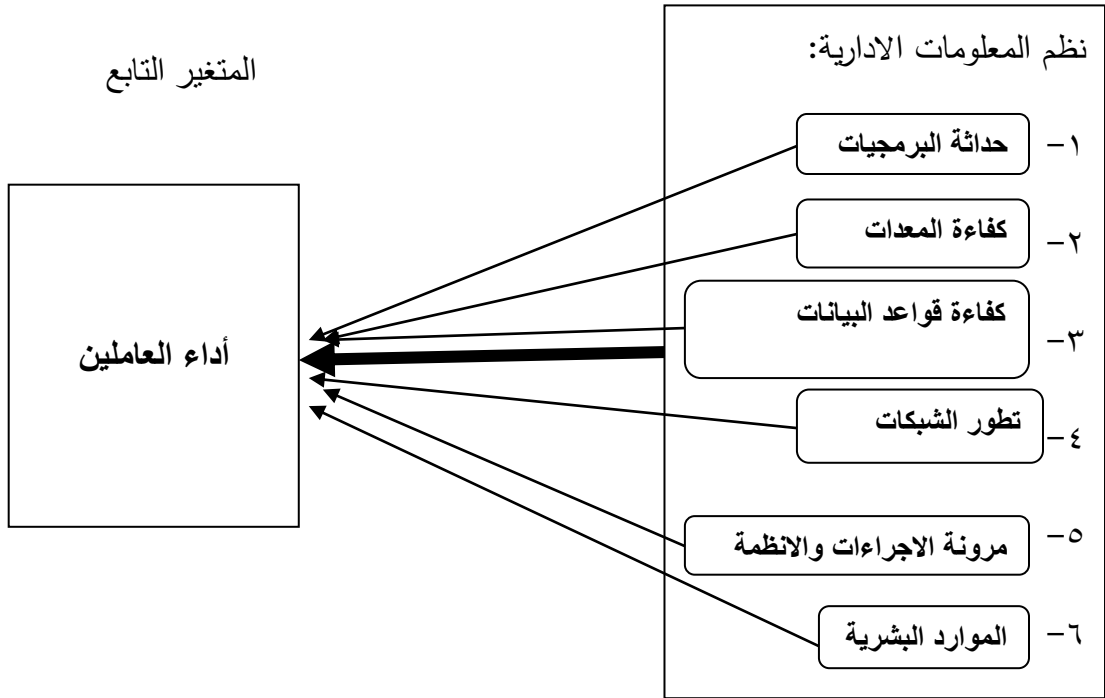 نظم المعلومات الادارية:
المتغير التابع
١- حداثة البرمجيات
٢- كفاءة المعدات
٣- كفاءة قواعد البيانات
٤- تطور الشبكات
٥- مرونة الاجراءات والانظمة
٦- الموارد البشرية
أداء العاملين